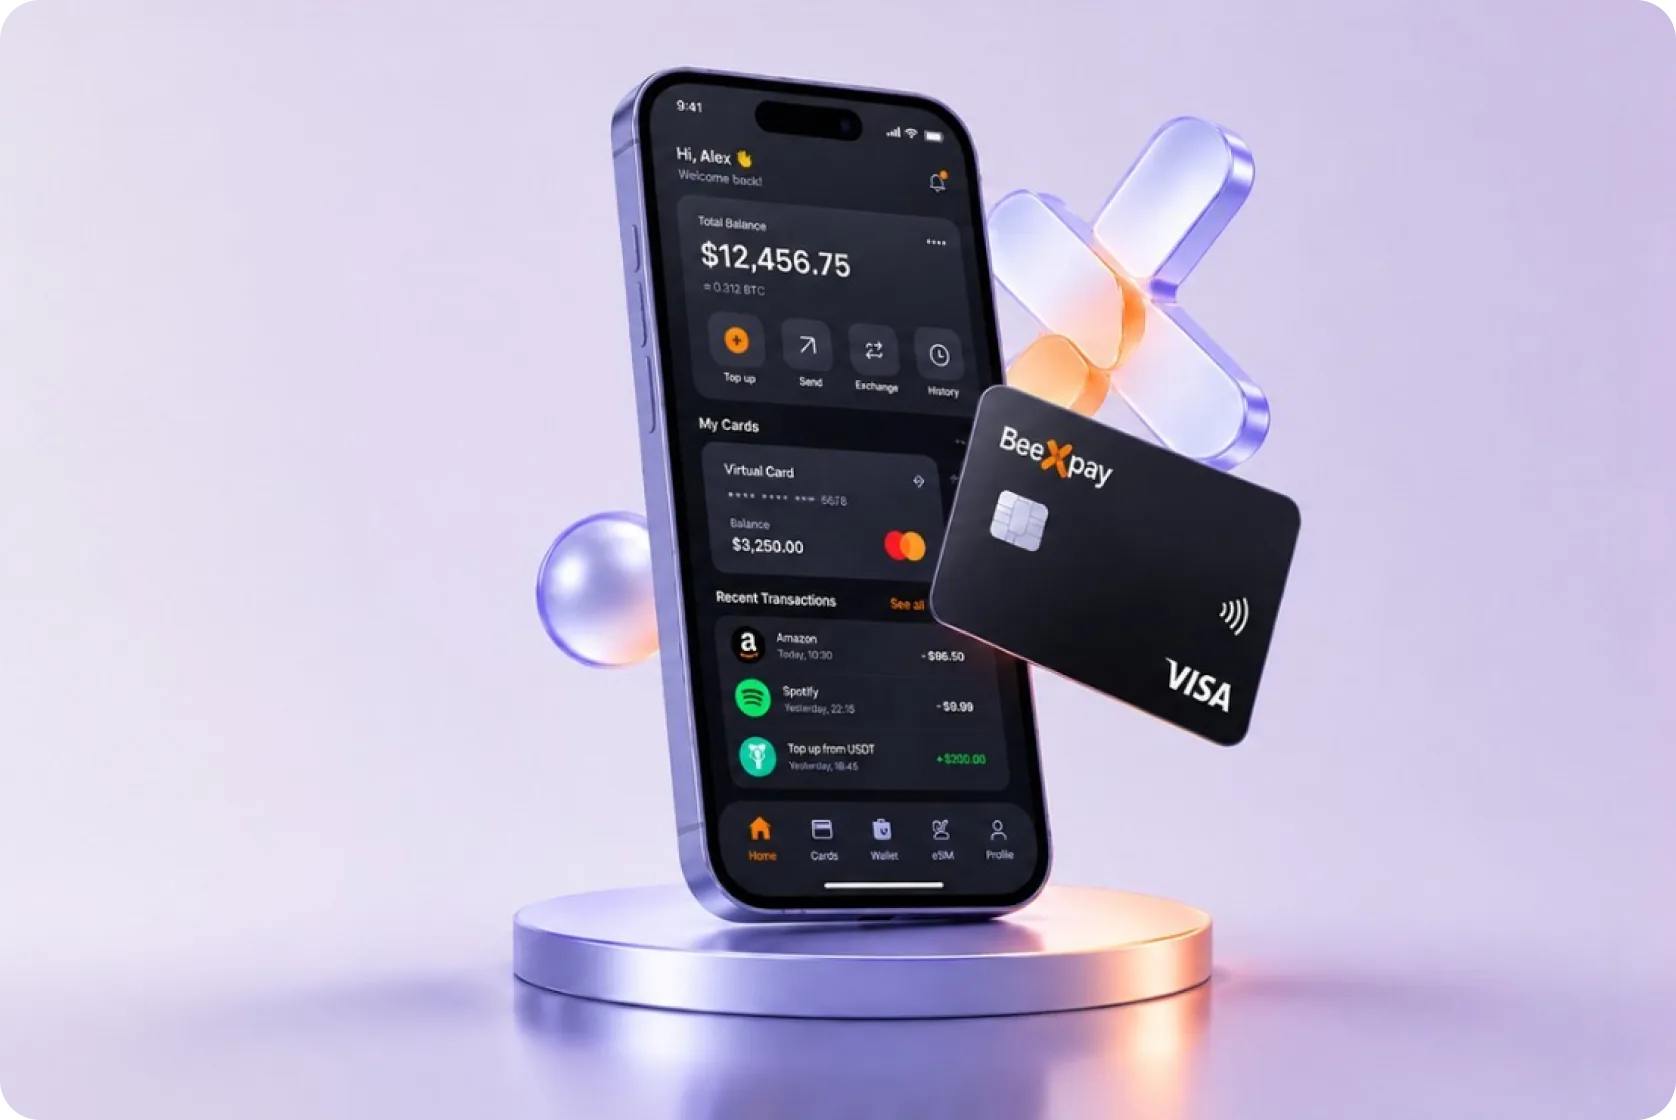 9:41
Hi, Alex 👋
Welcome back!
Total Balance
$12,456.75
≈ 0.312 BTC
Top up
Send
Exchange
History
My Cards
Virtual Card
•••• •••• •••• 5678
Balance
$3,250.00
Recent Transactions
See all
Amazon
Today, 10:30
- $86.50
Spotify
Yesterday, 22:15
- $9.99
Top up from USDT
Yesterday, 18:45
+$200.00
Home
Cards
Wallet
eSIM
Profile
BeeXpay
VISA